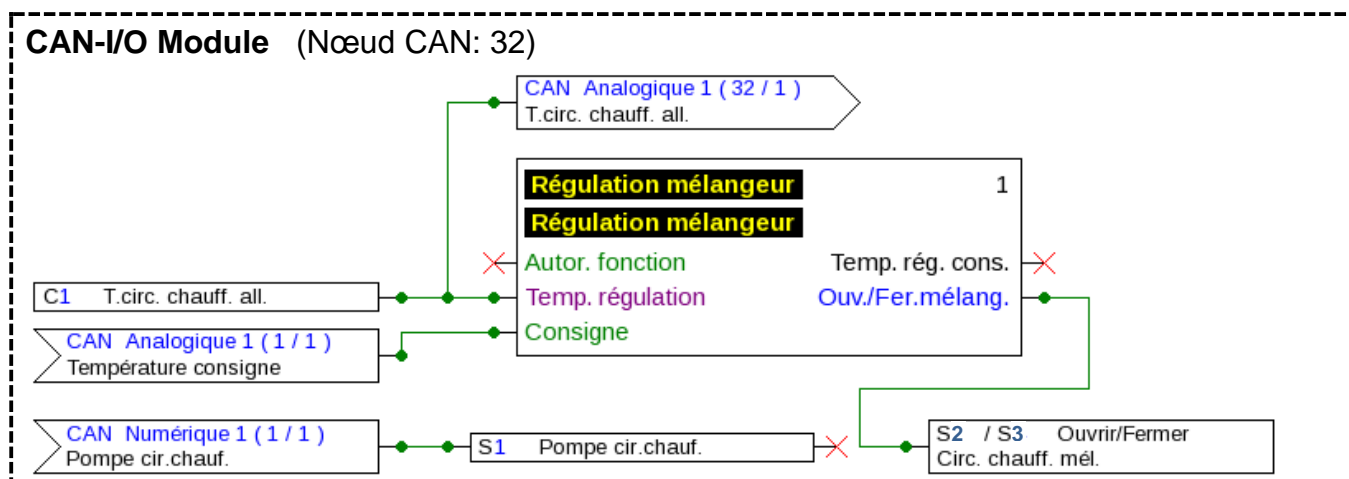 CAN-I/O Module (Nœud CAN: 32)
CAN Analogique 1 ( 32 / 1 )
T.circ. chauff. all.
Régulation mélangeur 1
Régulation mélangeur
Autor. fonction Temp. rég. cons.
C1 T.circ. chauff. all. Temp. régulation Ouv./Fer.mélang.
CAN Analogique 1 ( 1 / 1 ) Consigne
Température consigne
CAN Numérique 1 ( 1 / 1 )
Pompe cir.chauf.
S1 Pompe cir.chauf.
S2 / S3 Ouvrir/Fermer
Circ. chauff. mél.